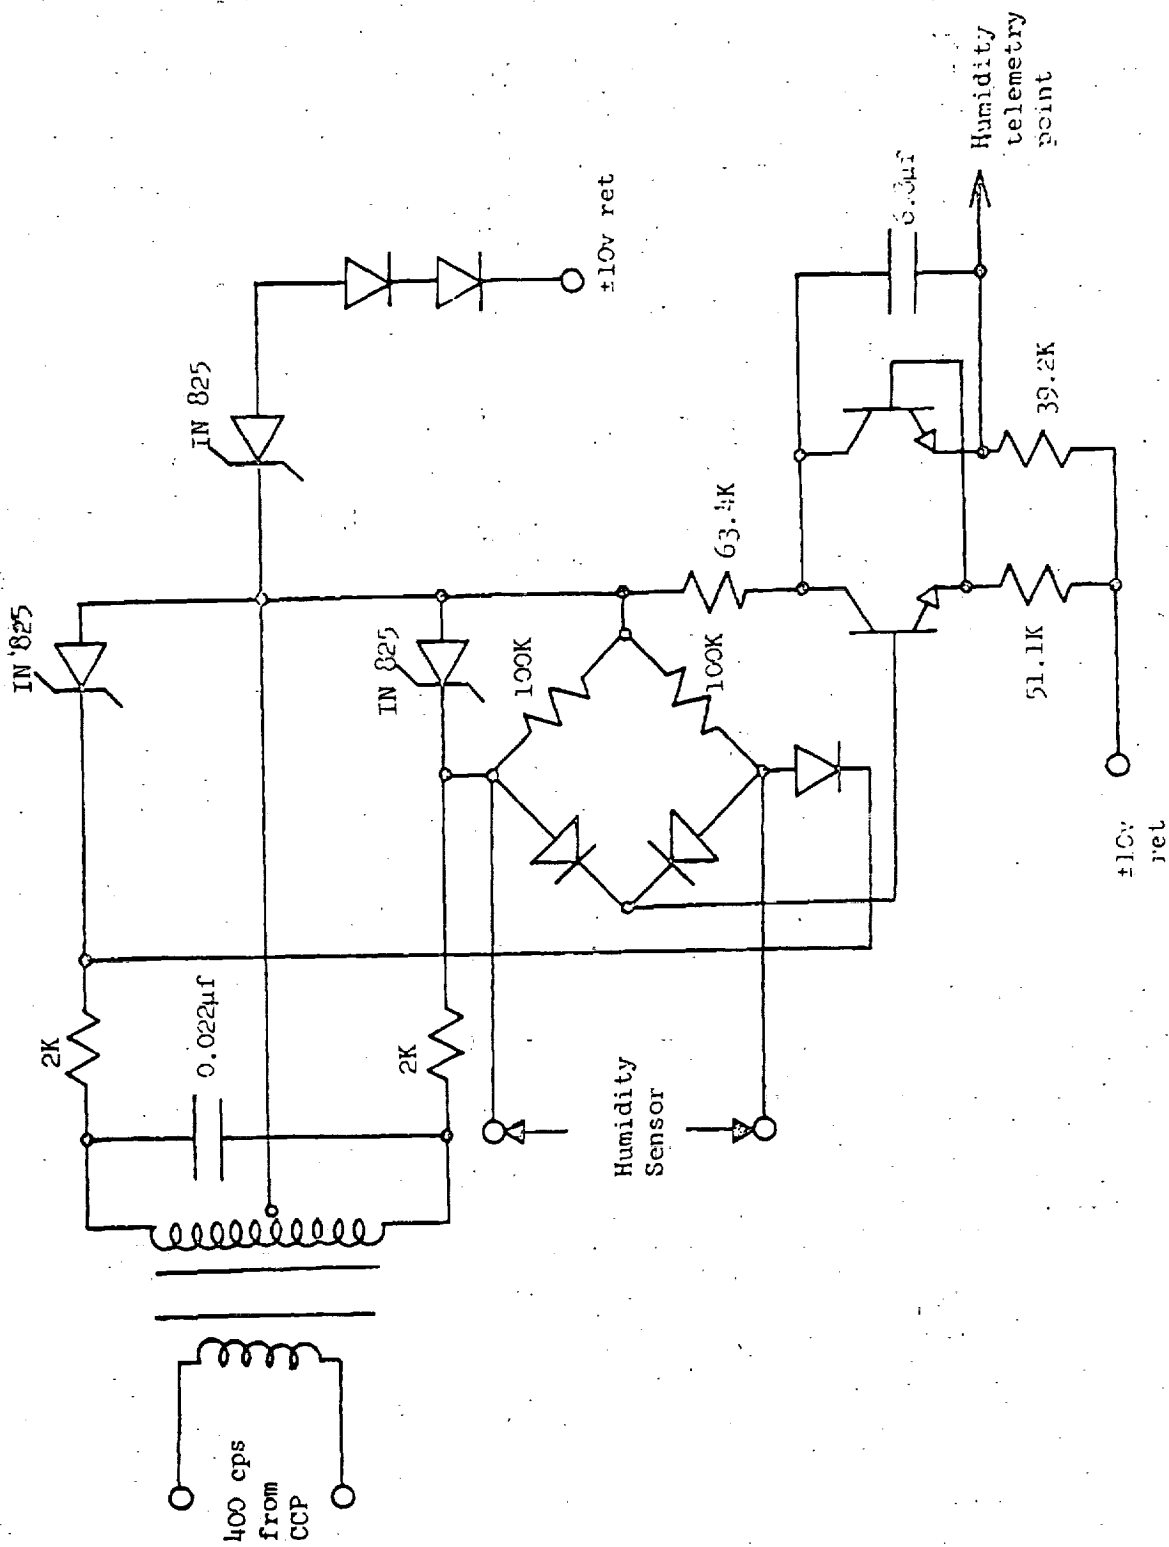 400 cps
from
CCP
2K
0.022µf
2K
IN 825
IN 825
IN 825
±10v ret
Humidity
Sensor
100K
100K
63.4K
51.1K
39.2K
±10v
ret
Humidity
telemetry
point